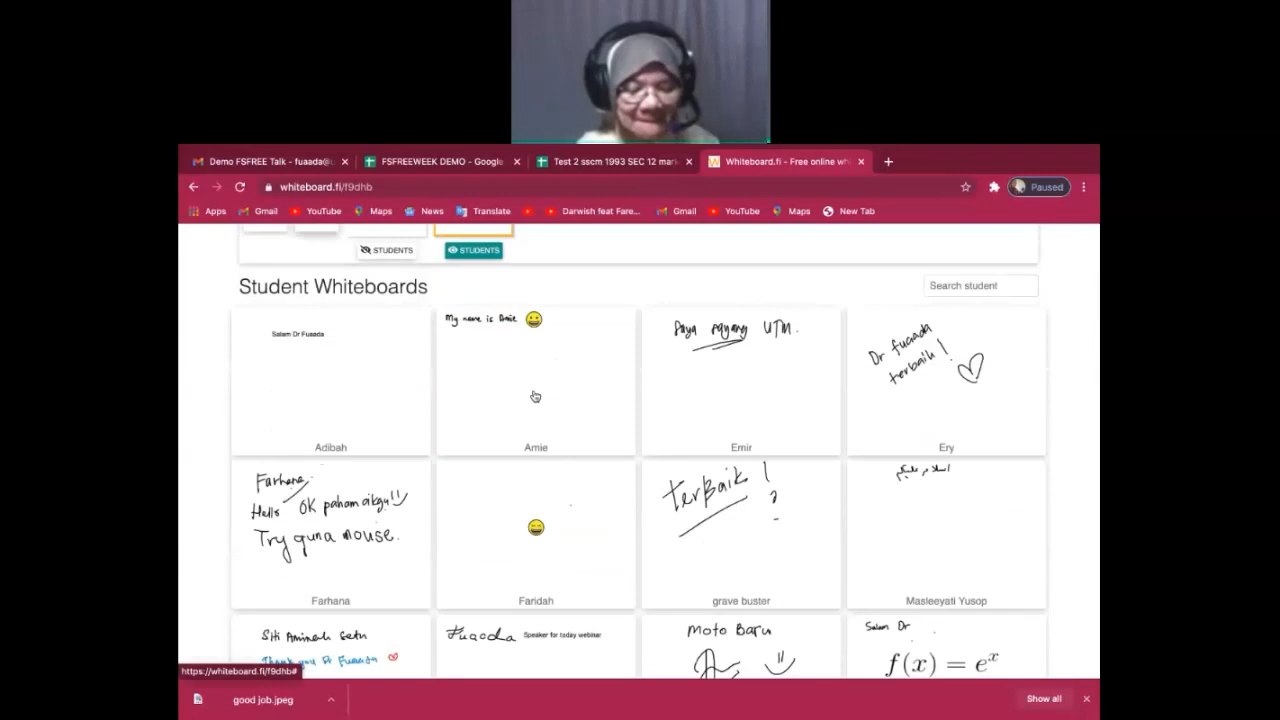 Demo FSFREE Talk - fuaada@u
FSFREEWEEK DEMO - Google
Test 2 sscm 1993 SEC 12 mar
Whiteboard.fi - Free online wh
whiteboard.fi/f9dhb
Paused
Apps
Gmail
YouTube
Maps
News
Translate
Darwish feat Fare...
Gmail
YouTube
Maps
New Tab
STUDENTS
STUDENTS
Student Whiteboards
Search student
Salam Dr Fuaada
Adibah
My name is Amie
Amie
Saya sayang UTM.
Emir
Dr fuaada
terbaik !
Ery
Farhana
Hello OK paham cikgu!!
Try guna mouse.
Farhana
Faridah
terbaik !
?
grave buster
Masleeyati Yusop
Siti Aminah
Thank you Dr Fuaada
Fuaada Speaker for today webinar
Moto Baru
Salam Dr
f(x) = e^x
https://whiteboard.fi/f9dhb#
good job.jpeg
Show all